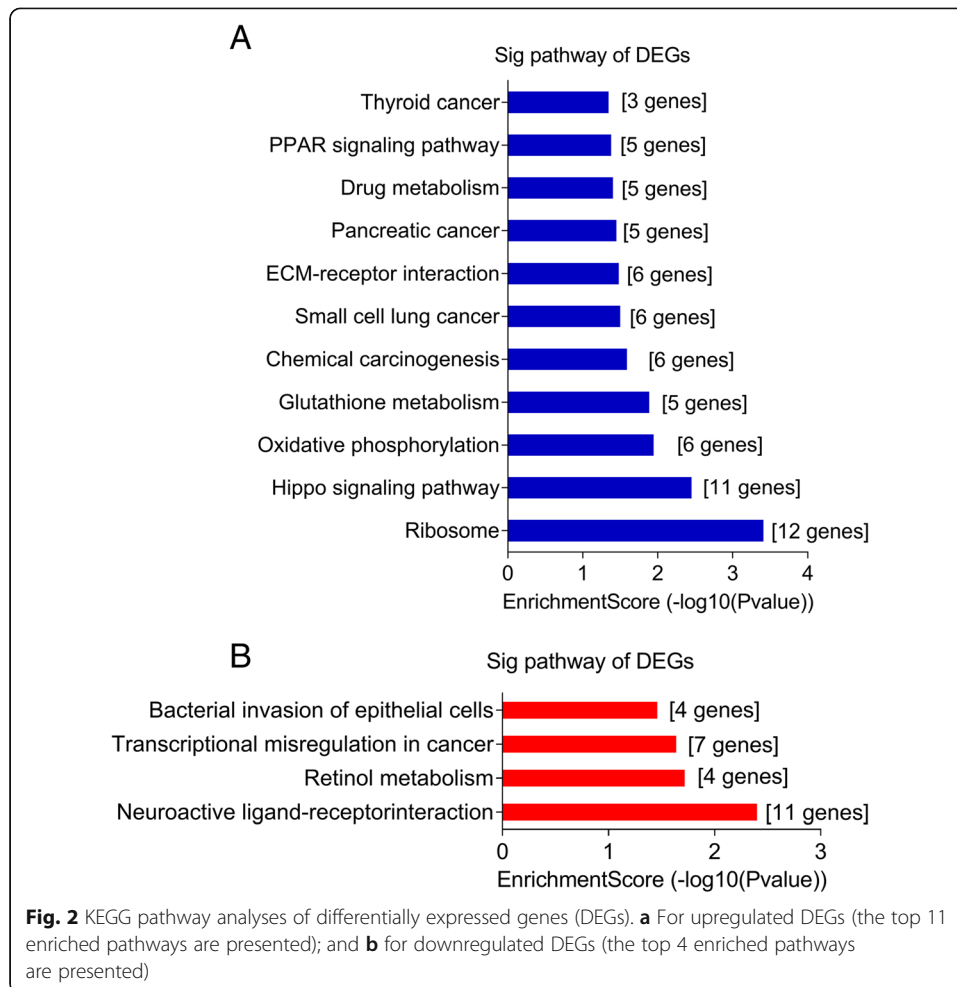 A
Sig pathway of DEGs
Thyroid cancer [3 genes]
PPAR signaling pathway [5 genes]
Drug metabolism [5 genes]
Pancreatic cancer [5 genes]
ECM-receptor interaction [6 genes]
Small cell lung cancer [6 genes]
Chemical carcinogenesis [6 genes]
Glutathione metabolism [5 genes]
Oxidative phosphorylation [6 genes]
Hippo signaling pathway [11 genes]
Ribosome [12 genes]
0 1 2 3 4
EnrichmentScore (-log10(Pvalue))
B
Sig pathway of DEGs
Bacterial invasion of epithelial cells [4 genes]
Transcriptional misregulation in cancer [7 genes]
Retinol metabolism [4 genes]
Neuroactive ligand-receptorinteraction [11 genes]
0 1 2 3
EnrichmentScore (-log10(Pvalue))
Fig. 2 KEGG pathway analyses of differentially expressed genes (DEGs). a For upregulated DEGs (the top 11
enriched pathways are presented); and b for downregulated DEGs (the top 4 enriched pathways
are presented)